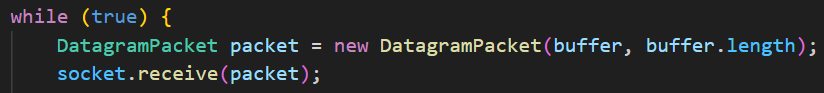 while (true) {
    DatagramPacket packet = new DatagramPacket(buffer, buffer.length);
    socket.receive(packet);